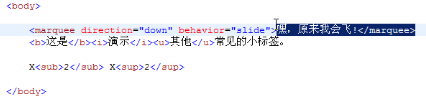 <body>
<marquee direction="down" behavior="slide">嘿，原来我会飞!</marquee>
<b>这是</b><i>演示</i><u>其他</u>常见的小标签。
X<sub>2</sub> X<sup>2</sup>
</body>